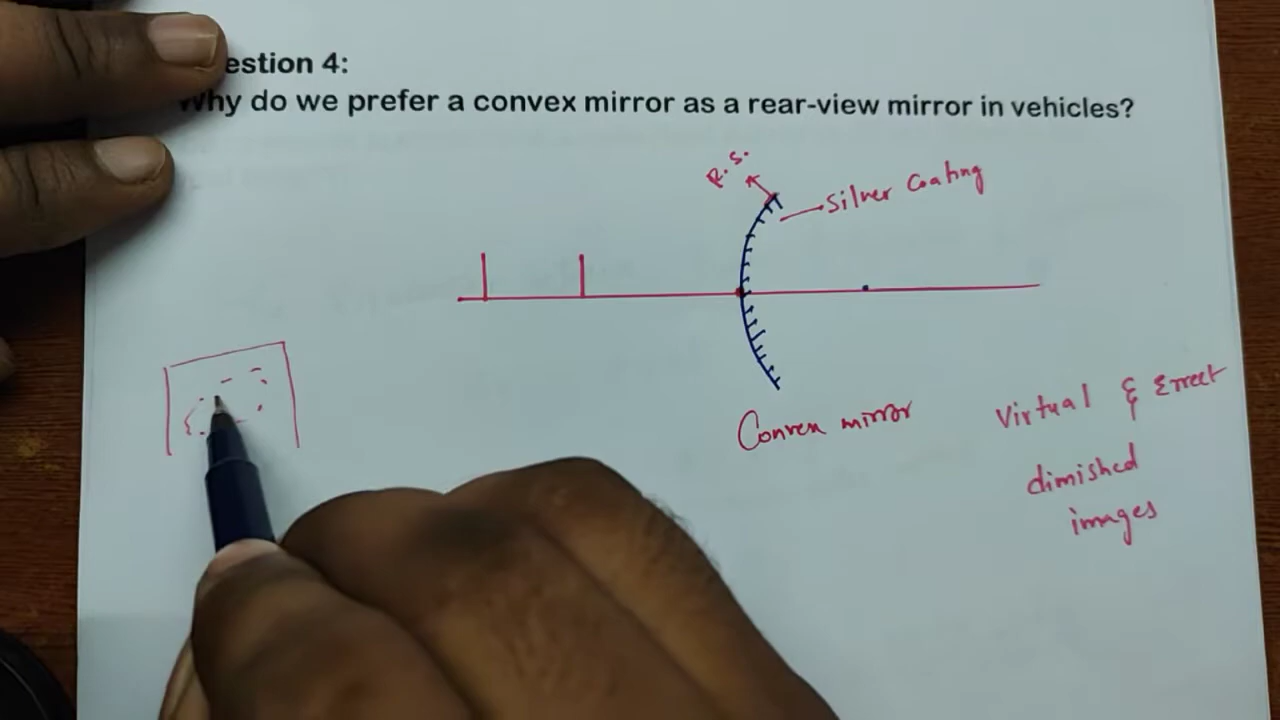 estion 4:
Why do we prefer a convex mirror as a rear-view mirror in vehicles?
R.S.
Silver Coating
Convex mirror
Virtual & Errect
dimished
images